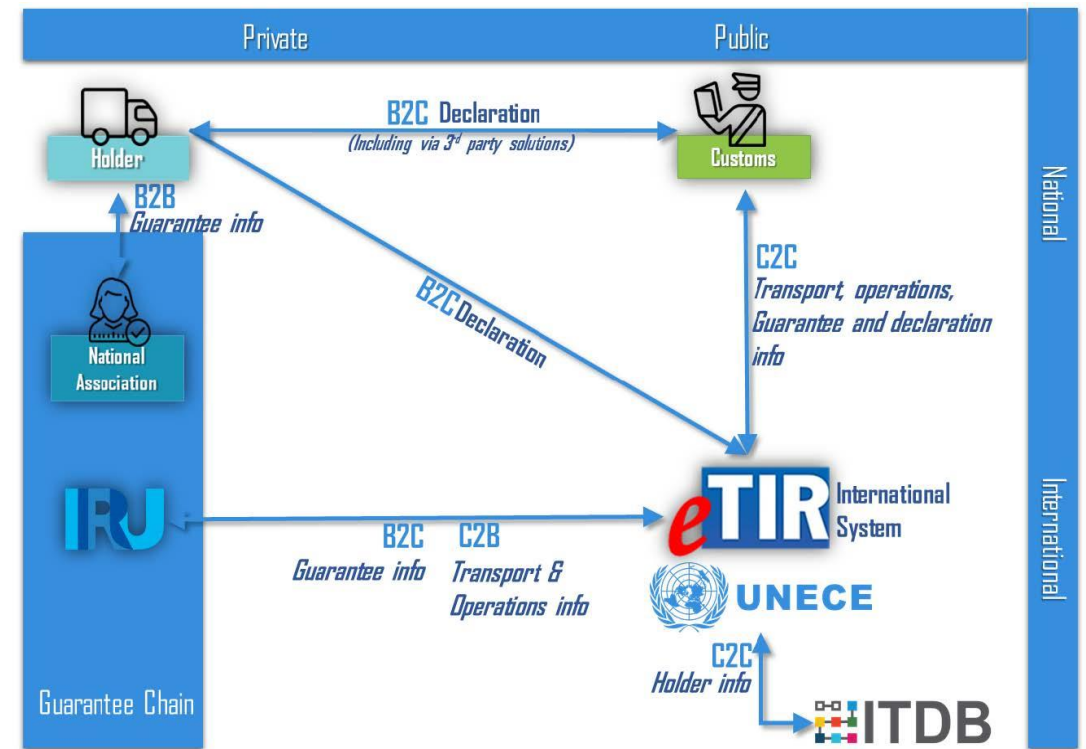 Private
Public
B2C Declaration
(Including via 3rd party solutions)
Holder
Customs
National
B2B
Guarantee info
C2C
Transport, operations,
Guarantee and declaration
info
B2C Declaration
National
Association
IRU
eTIR
International
System
International
B2C
Guarantee info
C2B
Transport &
Operations info
UNECE
C2C
Holder info
Guarantee Chain
ITDB